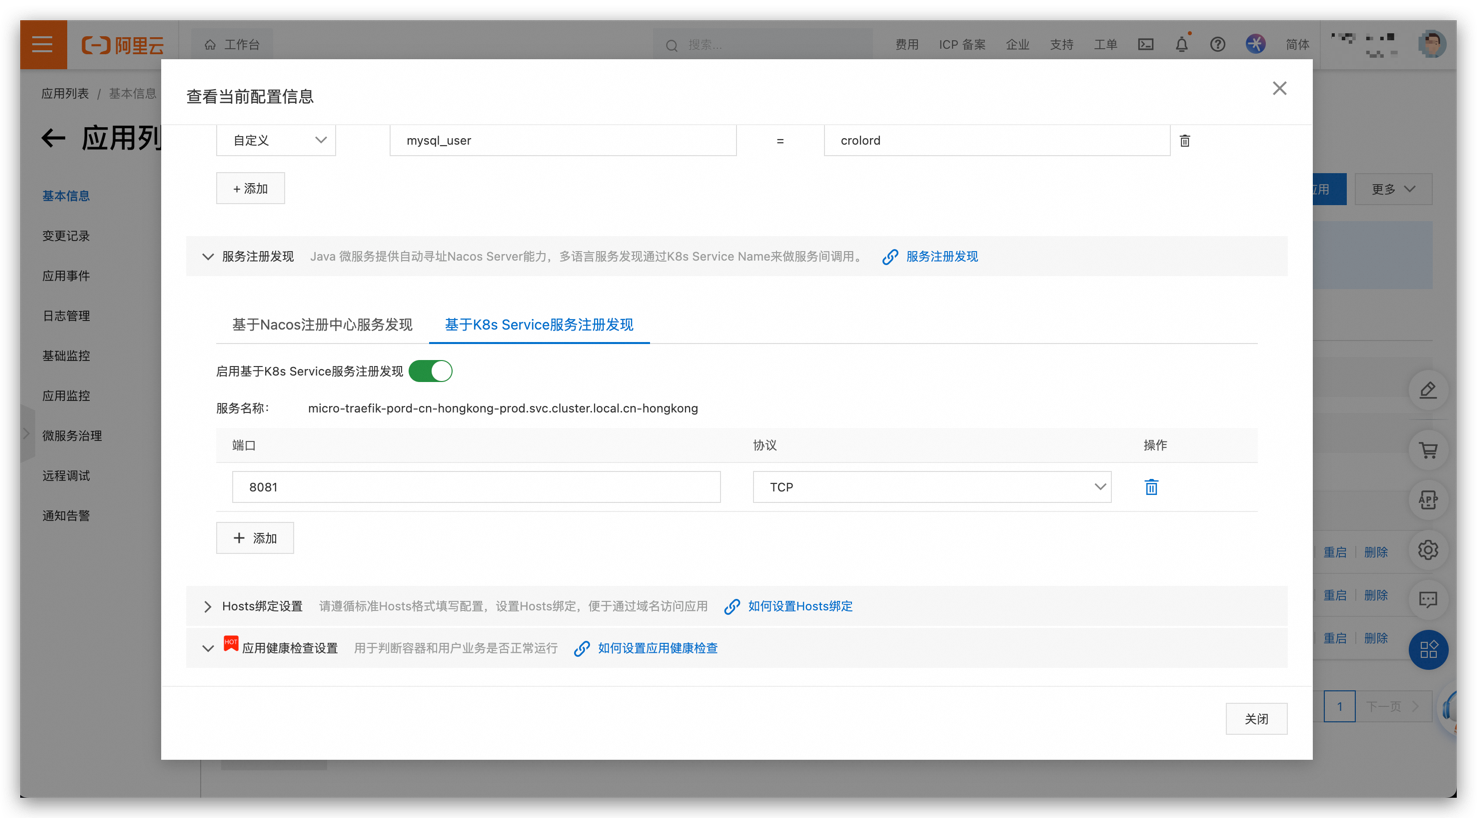 阿里云
工作台
搜索...
费用
ICP 备案
企业
支持
工单
简体
应用列表 / 基本信息
应用列
基本信息
变更记录
应用事件
日志管理
基础监控
应用监控
微服务治理
远程调试
通知告警
查看当前配置信息
自定义
mysql_user
=
crolord
+ 添加
服务注册发现 Java 微服务提供自动寻址Nacos Server能力，多语言服务发现通过K8s Service Name来做服务间调用。 服务注册发现
基于Nacos注册中心服务发现
基于K8s Service服务注册发现
启用基于K8s Service服务注册发现
服务名称： micro-traefik-pord-cn-hongkong-prod.svc.cluster.local.cn-hongkong
端口
协议
操作
8081
TCP
+ 添加
Hosts绑定设置 请遵循标准Hosts格式填写配置，设置Hosts绑定，便于通过域名访问应用 如何设置Hosts绑定
HOT
应用健康检查设置 用于判断容器和用户业务是否正常运行 如何设置应用健康检查
关闭
应用
更多
APP
重启 删除
重启 删除
重启 删除
1
下一页